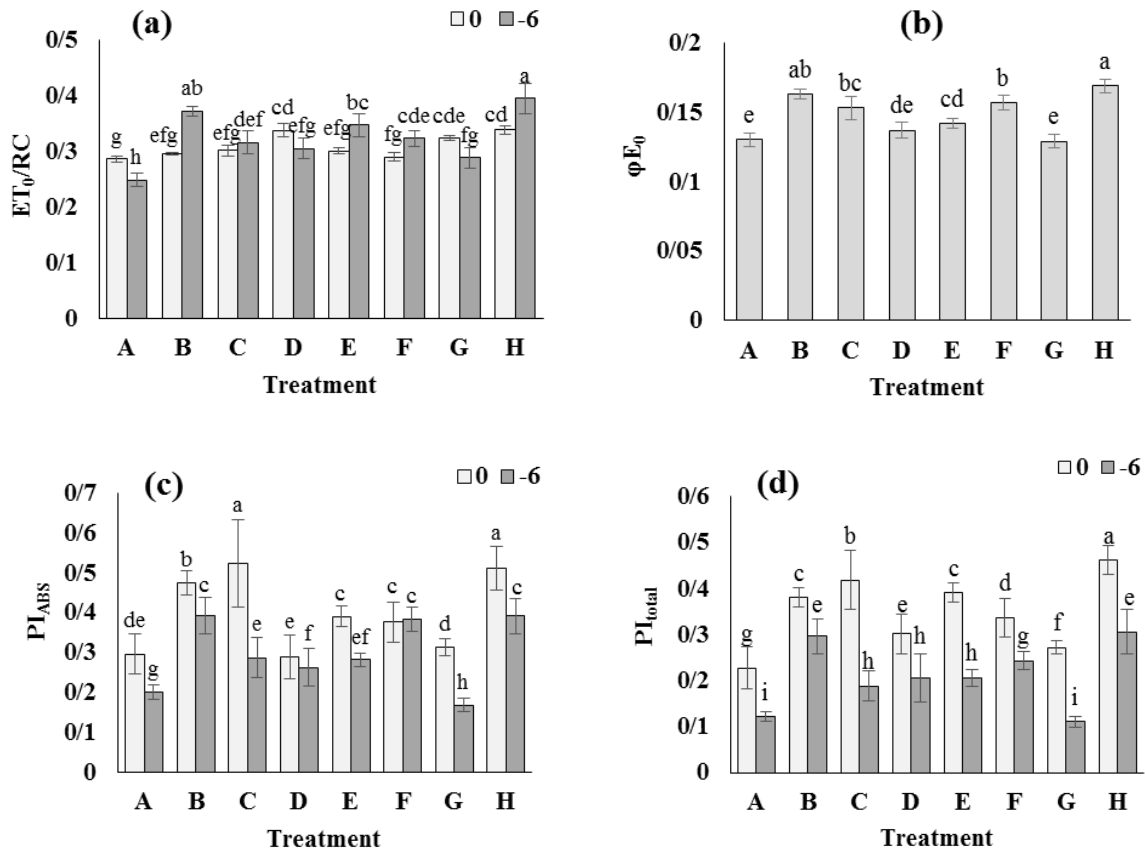 (a)
0 -6
ET₀/RC
0/5
0/4
0/3
0/2
0/1
0
g h efg ab efg def cd efg efg bc fg cde cde fg cd a
A B C D E F G H
Treatment
(b)
φE₀
0/2
0/15
0/1
0/05
0
e ab bc de cd b e a
A B C D E F G H
Treatment
(c)
0 -6
PI_ABS
0/7
0/6
0/5
0/4
0/3
0/2
0/1
0
de g b c a e e f c ef c c d h a c
A B C D E F G H
Treatment
(d)
0 -6
PI_total
0/6
0/5
0/4
0/3
0/2
0/1
0
g i c e b h e h c h d g f i a e
A B C D E F G H
Treatment